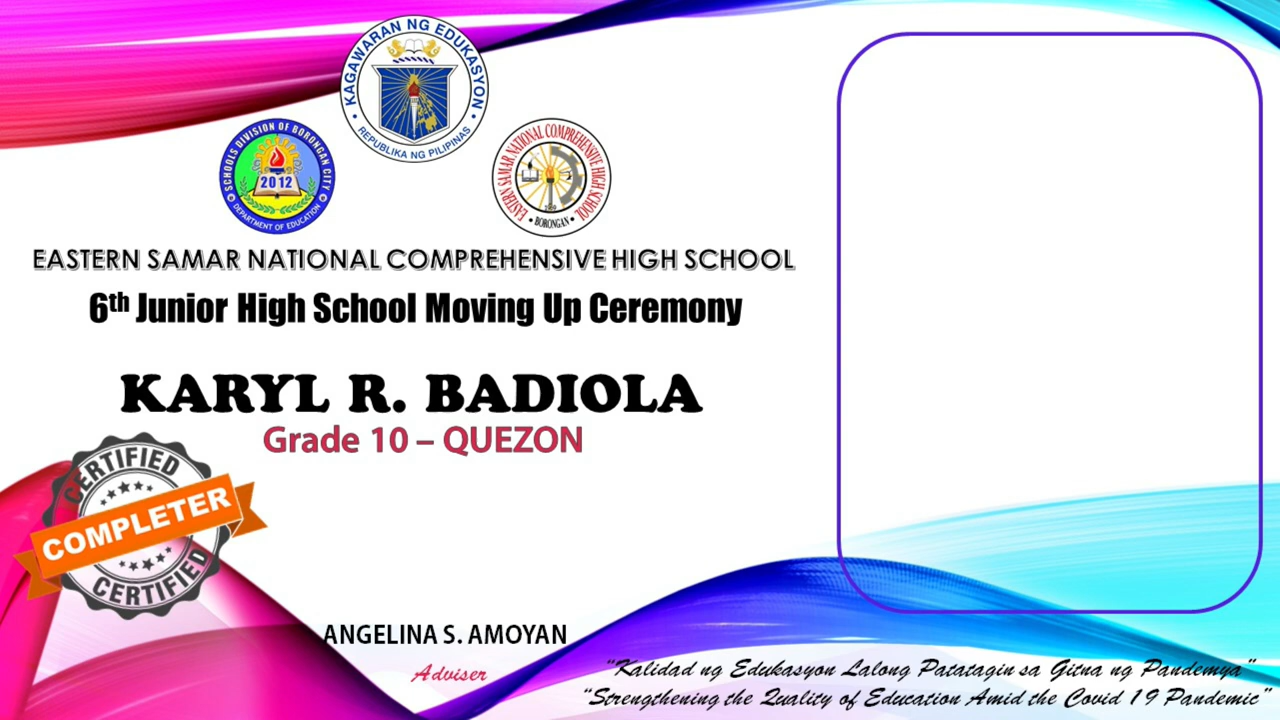 KAGAWARAN NG EDUKASYON
REPUBLIKA NG PILIPINAS
SCHOOLS DIVISION OF BORONGAN CITY
2012
DEPARTMENT OF EDUCATION
EASTERN SAMAR NATIONAL COMPREHENSIVE HIGH SCHOOL
1960
• BORONGAN •
EASTERN SAMAR NATIONAL COMPREHENSIVE HIGH SCHOOL
6th Junior High School Moving Up Ceremony
KARYL R. BADIOLA
Grade 10 – QUEZON
CERTIFIED
COMPLETER
CERTIFIED
ANGELINA S. AMOYAN
Adviser
“Kalidad ng Edukasyon Lalong Patatagin sa Gitna ng Pandemya”
“Strengthening the Quality of Education Amid the Covid 19 Pandemic”